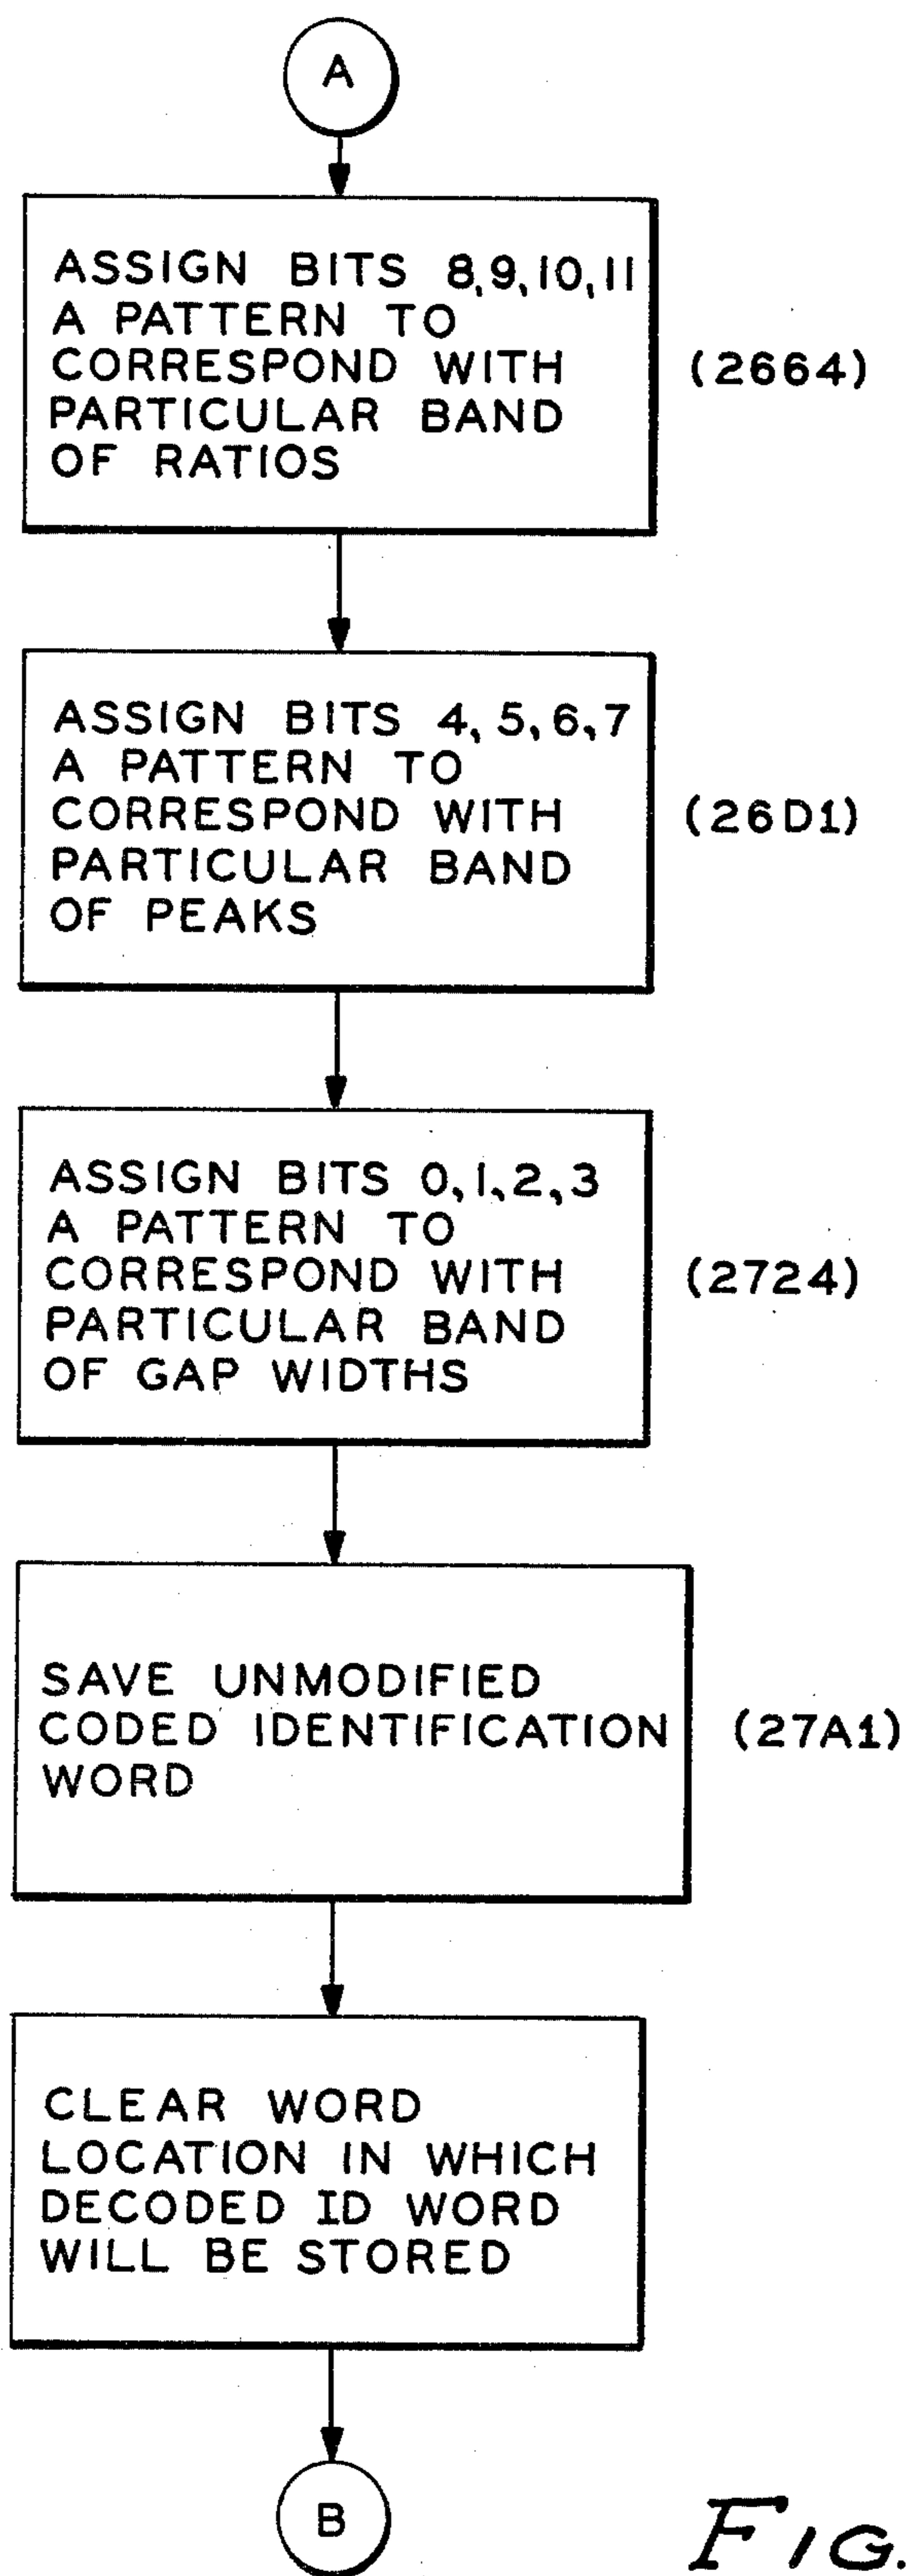 A
ASSIGN BITS 8,9,10,11
A PATTERN TO
CORRESPOND WITH
PARTICULAR BAND
OF RATIOS
(2664)
ASSIGN BITS 4,5,6,7
A PATTERN TO
CORRESPOND WITH
PARTICULAR BAND
OF PEAKS
(26D1)
ASSIGN BITS 0,1,2,3
A PATTERN TO
CORRESPOND WITH
PARTICULAR BAND
OF GAP WIDTHS
(2724)
SAVE UNMODIFIED
CODED IDENTIFICATION
WORD
(27A1)
CLEAR WORD
LOCATION IN WHICH
DECODED ID WORD
WILL BE STORED
B
FIG.